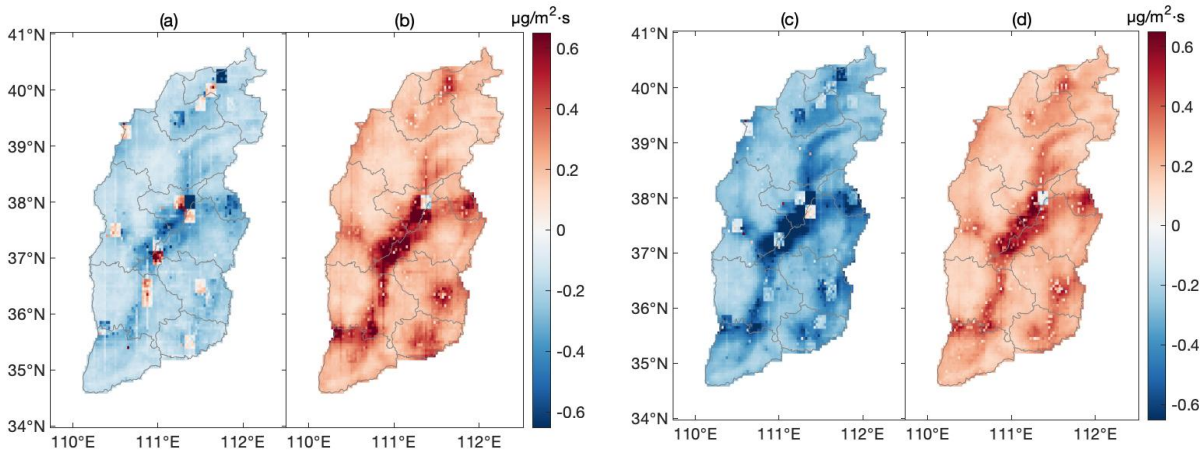 (a) (b) µg/m²·s (c) (d) µg/m²·s
41°N 0.6 41°N 0.6
40°N 40°N
0.4 0.4
39°N 39°N
0.2 0.2
38°N 38°N
0 0
37°N 37°N
-0.2 -0.2
36°N 36°N
-0.4 -0.4
35°N 35°N
-0.6 -0.6
34°N 34°N
110°E 111°E 112°E 110°E 111°E 112°E 110°E 111°E 112°E 110°E 111°E 112°E